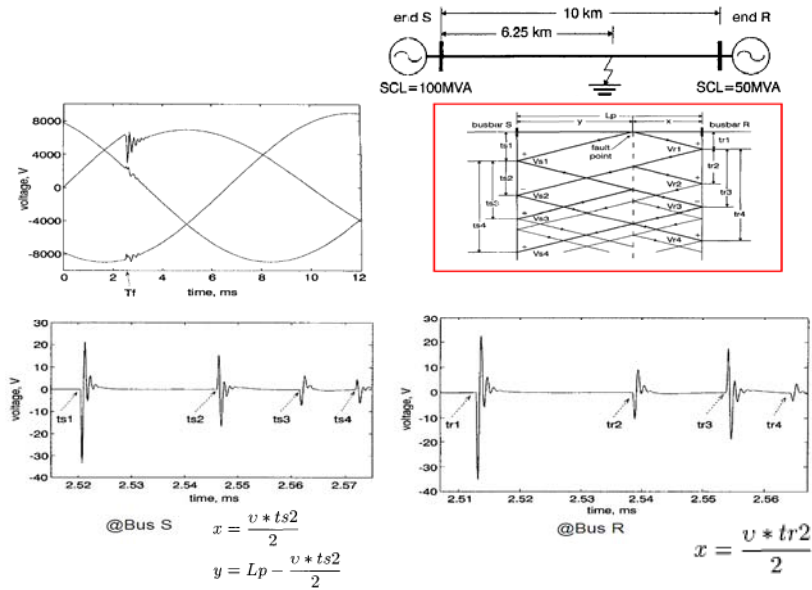 end S
10 km
end R
6.25 km
SCL=100MVA
SCL=50MVA
8000
4000
0
-4000
-8000
voltage, V
0 2 4 6 8 10 12
Tf
time, ms
Lp
busbar S
y
x
busbar R
fault point
ts1
ts2
ts3
ts4
Vs1
Vs2
Vs3
Vs4
Vr1
Vr2
Vr3
Vr4
tr1
tr2
tr3
tr4
+
−
+
+
−
+
30
20
10
0
-10
-20
-30
-40
voltage, V
ts1
ts2
ts3
ts4
2.52 2.53 2.54 2.55 2.56 2.57
time, ms
30
20
10
0
-10
-20
-30
-40
voltage, V
tr1
tr2
tr3
tr4
2.51 2.52 2.53 2.54 2.55 2.56
time, ms
@Bus S
x = υ * ts2 / 2
y = Lp − υ * ts2 / 2
@Bus R
x = υ * tr2 / 2